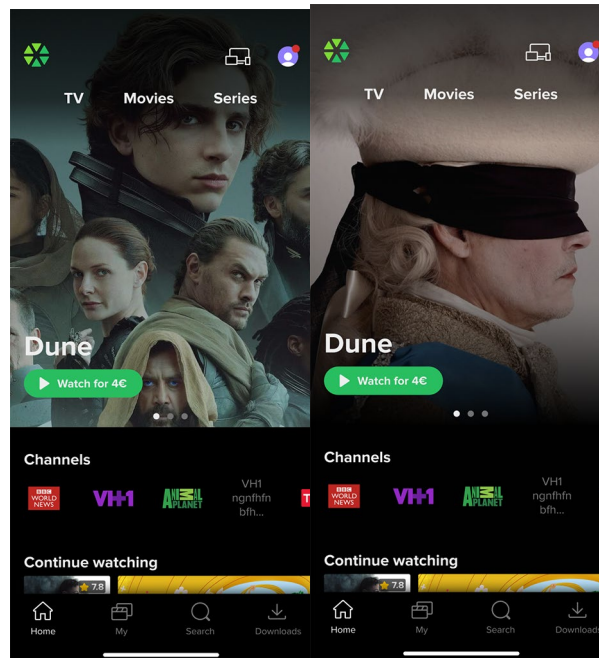 TV Movies Series
Dune
Watch for 4€
Channels
BBC
WORLD
NEWS
VH1
ANIMAL
PLANET
VH1
ngnfhfn
bfh...
T
Continue watching
7.8
Home My Search Downloads
TV Movies Series
Dune
Watch for 4€
Channels
BBC
WORLD
NEWS
VH1
ANIMAL
PLANET
VH1
ngnfhfn
bfh...
Continue watching
7.8
Home My Search Downloads